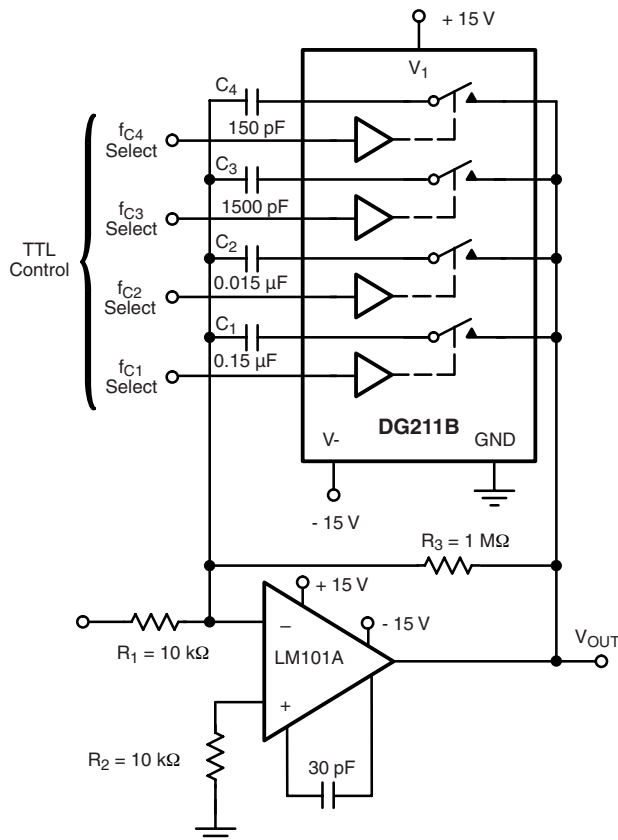 + 15 V
V1
C4
150 pF
fC4
Select
C3
1500 pF
fC3
Select
TTL
Control
C2
0.015 µF
fC2
Select
C1
0.15 µF
fC1
Select
DG211B
V-
GND
- 15 V
R3 = 1 MΩ
+ 15 V
- 15 V
VOUT
R1 = 10 kΩ
−
LM101A
+
R2 = 10 kΩ
30 pF